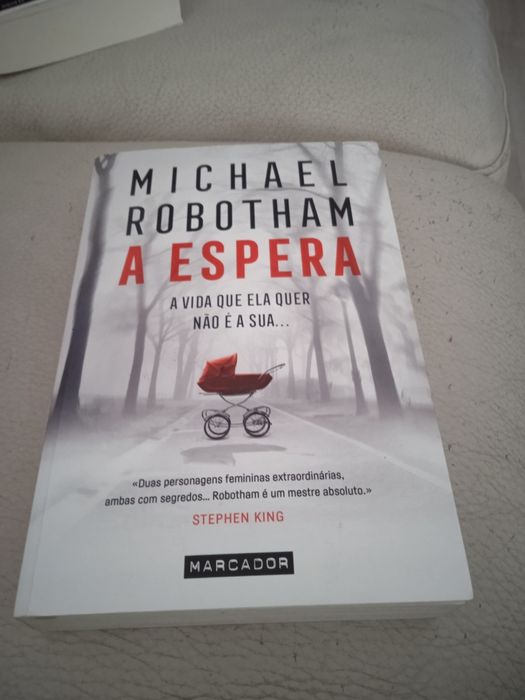 MICHAEL
ROBOTHAM
A ESPERA
A VIDA QUE ELA QUER
NÃO É A SUA...
«Duas personagens femininas extraordinárias,
ambas com segredos... Robotham é um mestre absoluto.»
STEPHEN KING
MARCADOR